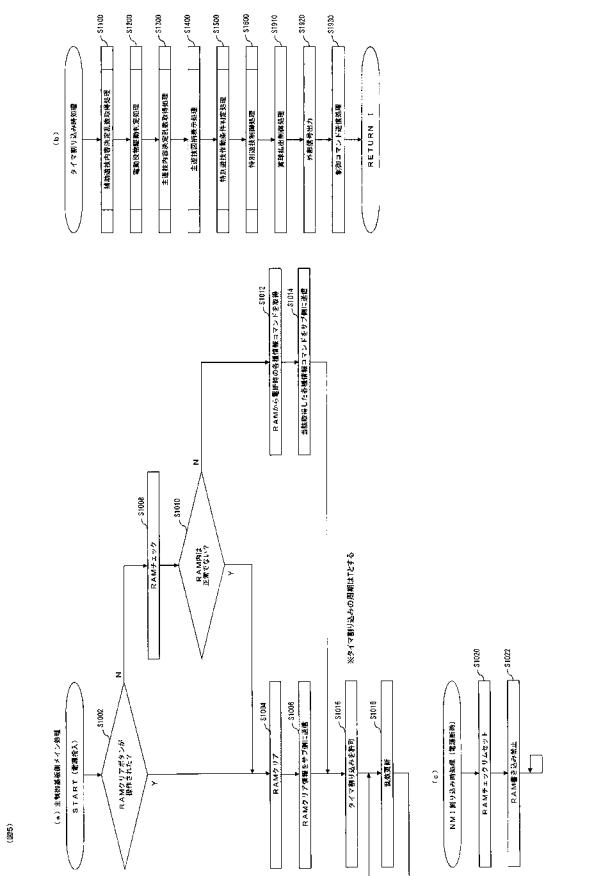 (図5)
(a) 主制御基板側メイン処理
START (電源投入)
S1002
RAMクリアボタンが
操作された?
N
Y
S1008
RAMチェック
S1010
RAM内は
正常でない?
N
Y
S1004
RAMクリア
S1006
RAMクリア情報をサブ側に送信
S1012
RAMから電断時の各種情報コマンドを取得
S1014
当該取得した各種情報コマンドをサブ側に送信
S1016
タイマ割り込みを許可
※タイマ割り込みの周期はTとする
S1018
乱数更新
(b)
タイマ割り込み時処理
S1100
補助遊技内容決定乱数取得処理
S1200
電動役物駆動判定処理
S1300
主遊技内容決定乱数取得処理
S1400
主遊技図柄表示処理
S1500
特別遊技作動条件判定処理
S1600
特別遊技制御処理
S1910
賞球払出制御処理
S1920
外部信号出力
S1930
制御コマンド送信処理
RETURN I
(c)
NMI割り込み時処理 (電源断時)
S1020
RAMチェックサムセット
S1022
RAM書き込み禁止